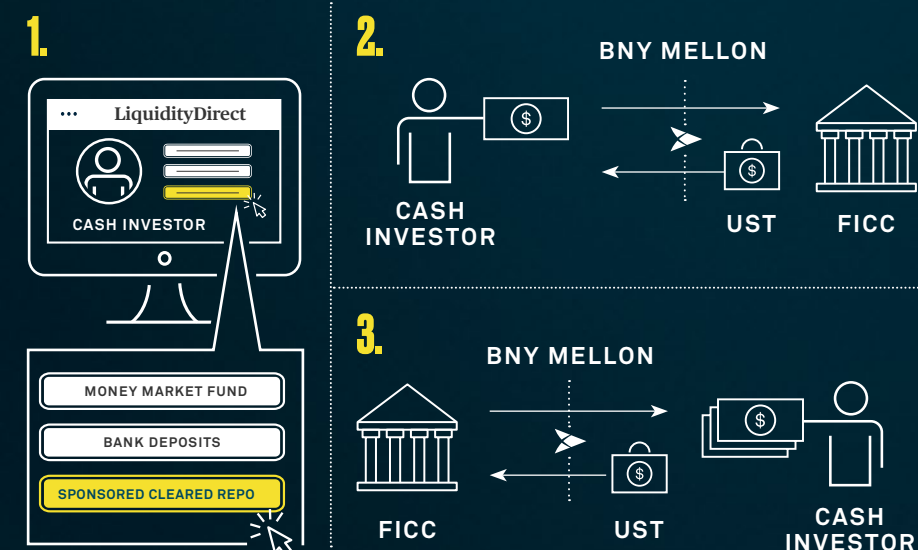 1.
LiquidityDirect
CASH INVESTOR
MONEY MARKET FUND
BANK DEPOSITS
SPONSORED CLEARED REPO
2.
BNY MELLON
$
$
CASH
INVESTOR
UST
FICC
3.
BNY MELLON
$
$
FICC
UST
CASH
INVESTOR